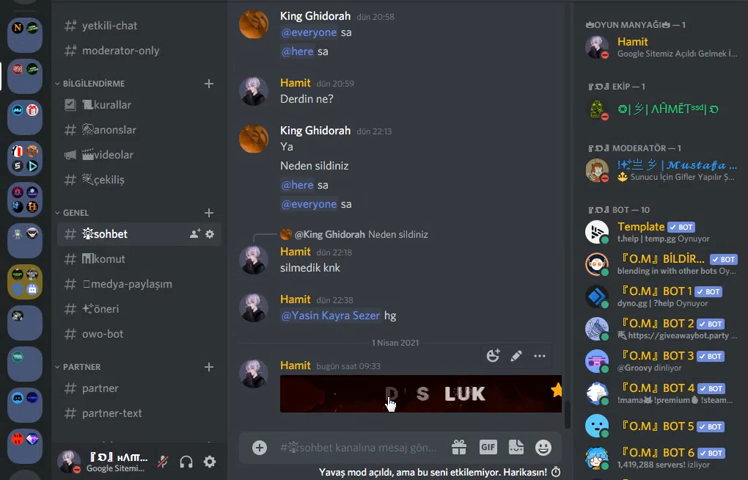 yetkili-chat
moderator-only
BİLGİLENDİRME
kurallar
anonslar
videolar
çekiliş
GENEL
sohbet
komut
medya-paylaşım
öneri
owo-bot
PARTNER
partner
partner-text
Google Sitemi...
King Ghidorah dün 20:58
@everyone sa
@here sa
Hamit dün 20:59
Derdin ne?
King Ghidorah dün 22:13
Ya
Neden sildiniz
@here sa
@everyone sa
@King Ghidorah Neden sildiniz
Hamit dün 22:18
silmedik knk
Hamit dün 22:38
@Yasin Kayra Sezer hg
1 Nisan 2021
Hamit bugün saat 09:33
D S LUK
#sohbet kanalına mesaj gön...
GIF
Yavaş mod açıldı, ama bu seni etkilemiyor. Harikasın!
OYUN MANYAĞI — 1
Hamit
Google Sitemiz Açıldı Gelmek İ...
EKİP — 1
MODERATÖR — 1
Mustafa
Sunucu İçin Gifler Yapılır Ş...
BOT — 10
Template BOT
t.help | temp.gg Oynuyor
『O.M』BİLDİR... BOT
blending in with other bots Oy...
『O.M』BOT 1 BOT
dyno.gg | ?help Oynuyor
『O.M』BOT 2 BOT
https://giveawaybot.party ...
『O.M』BOT 3 BOT
@Groovy dinliyor
『O.M』BOT 4 BOT
!mama | !premium | !steam...
『O.M』BOT 5 BOT
『O.M』BOT 6 BOT
1,419,288 servers! izliyor